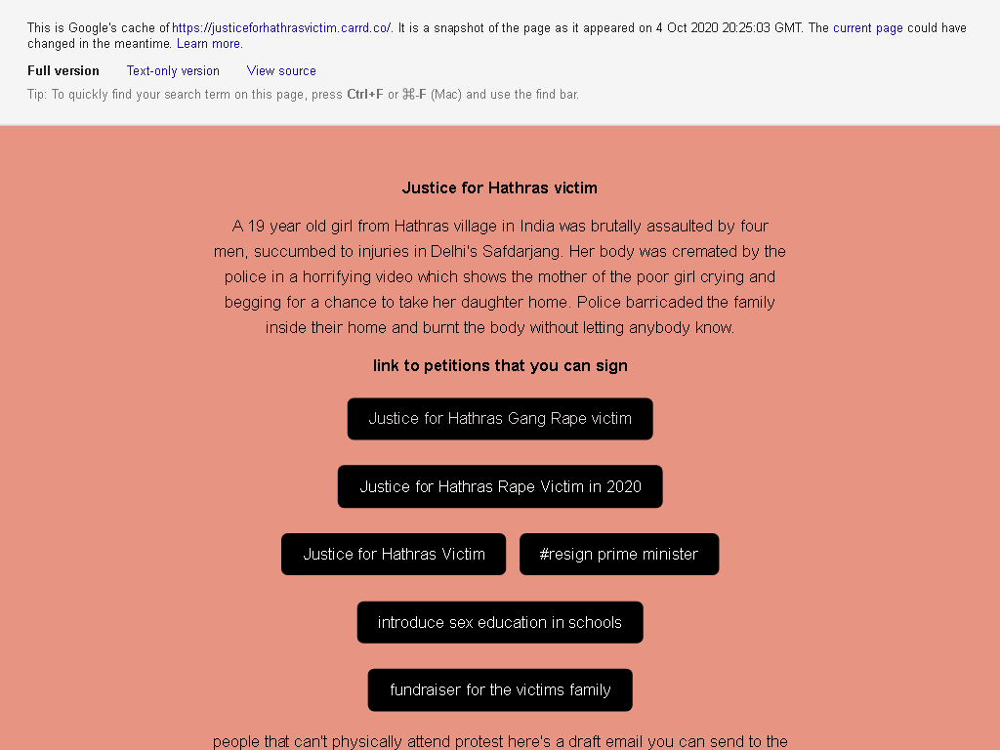 This is Google's cache of https://justiceforhathrasvictim.carrd.co/. It is a snapshot of the page as it appeared on 4 Oct 2020 20:25:03 GMT. The current page could have
changed in the meantime. Learn more.
Full version Text-only version View source
Tip: To quickly find your search term on this page, press Ctrl+F or ⌘-F (Mac) and use the find bar.
Justice for Hathras victim
A 19 year old girl from Hathras village in India was brutally assaulted by four
men, succumbed to injuries in Delhi's Safdarjang. Her body was cremated by the
police in a horrifying video which shows the mother of the poor girl crying and
begging for a chance to take her daughter home. Police barricaded the family
inside their home and burnt the body without letting anybody know.
link to petitions that you can sign
Justice for Hathras Gang Rape victim
Justice for Hathras Rape Victim in 2020
Justice for Hathras Victim #resign prime minister
introduce sex education in schools
fundraiser for the victims family
people that can't physically attend protest here's a draft email you can send to the